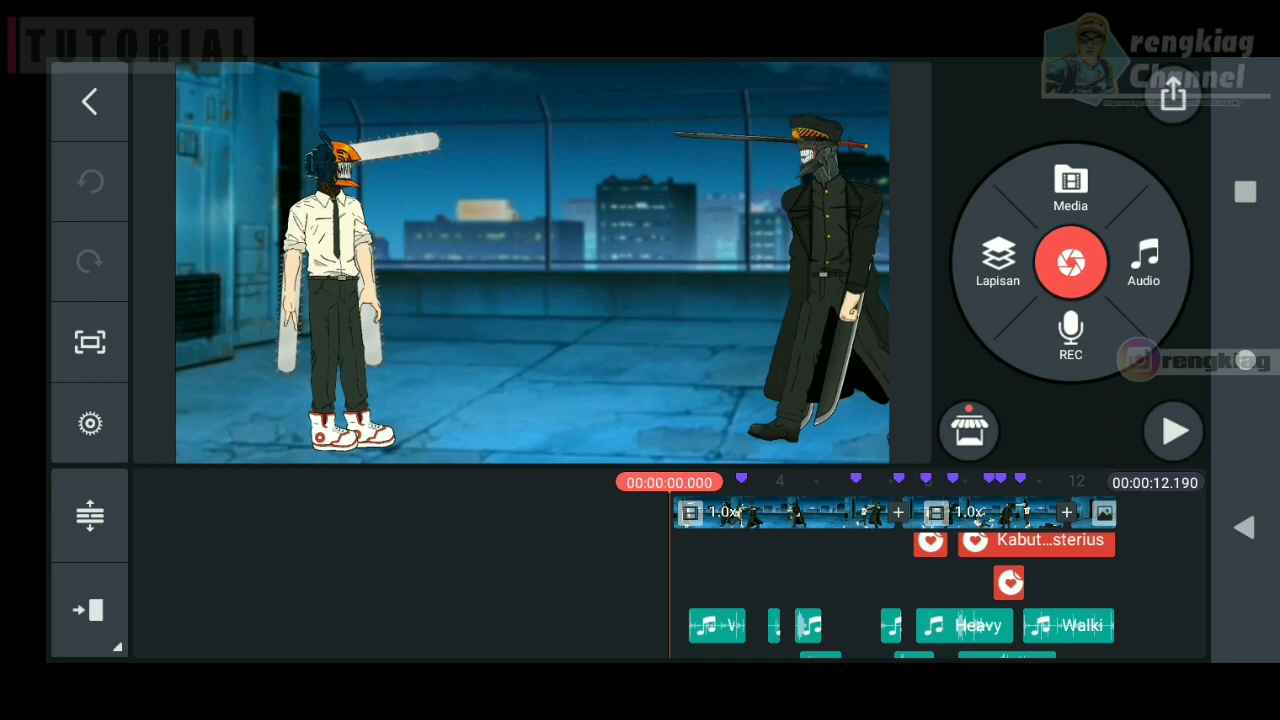 TUTORIAL
rengkiag
Channel
Media
Lapisan
Audio
REC
rengkiag
00:00:00.000
4
8
12
00:00:12.190
1.0x
1.0x
Kabut...sterius
Heavy
Walki